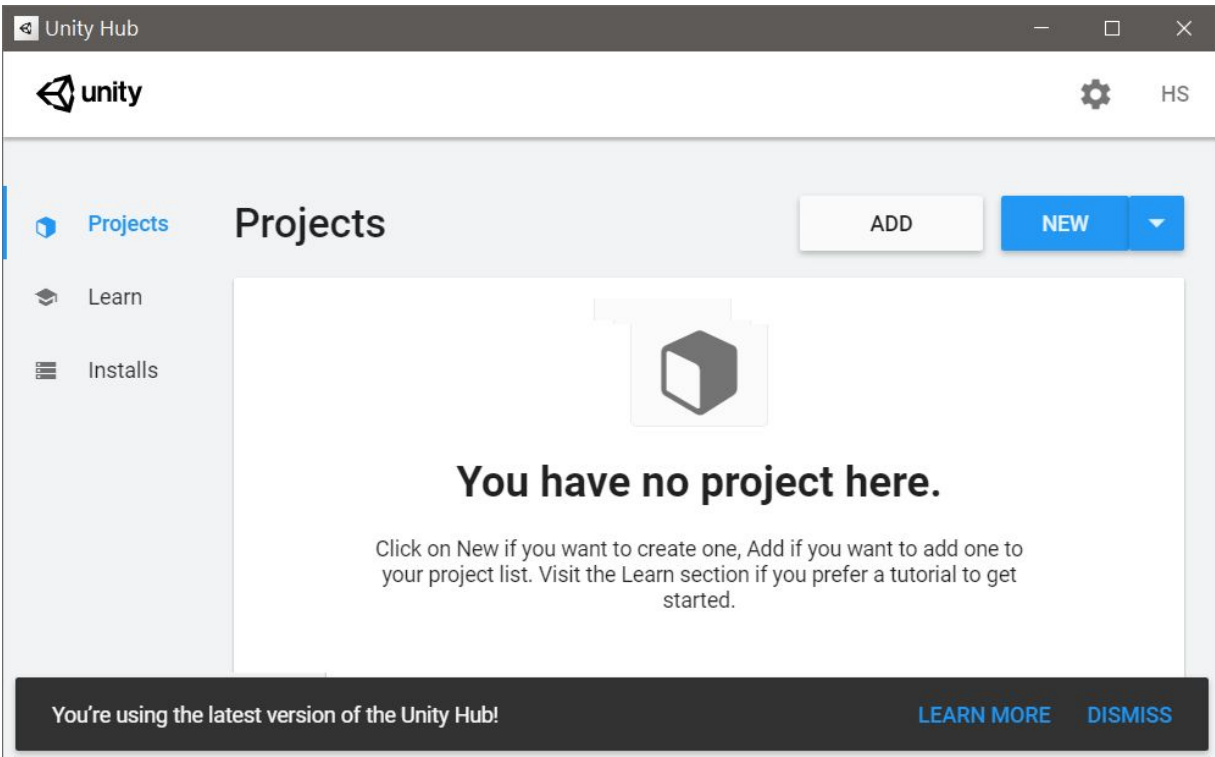 Unity Hub
unity
HS
Projects
Projects
ADD
NEW
Learn
Installs
You have no project here.
Click on New if you want to create one, Add if you want to add one to
your project list. Visit the Learn section if you prefer a tutorial to get
started.
You’re using the latest version of the Unity Hub!
LEARN MORE
DISMISS